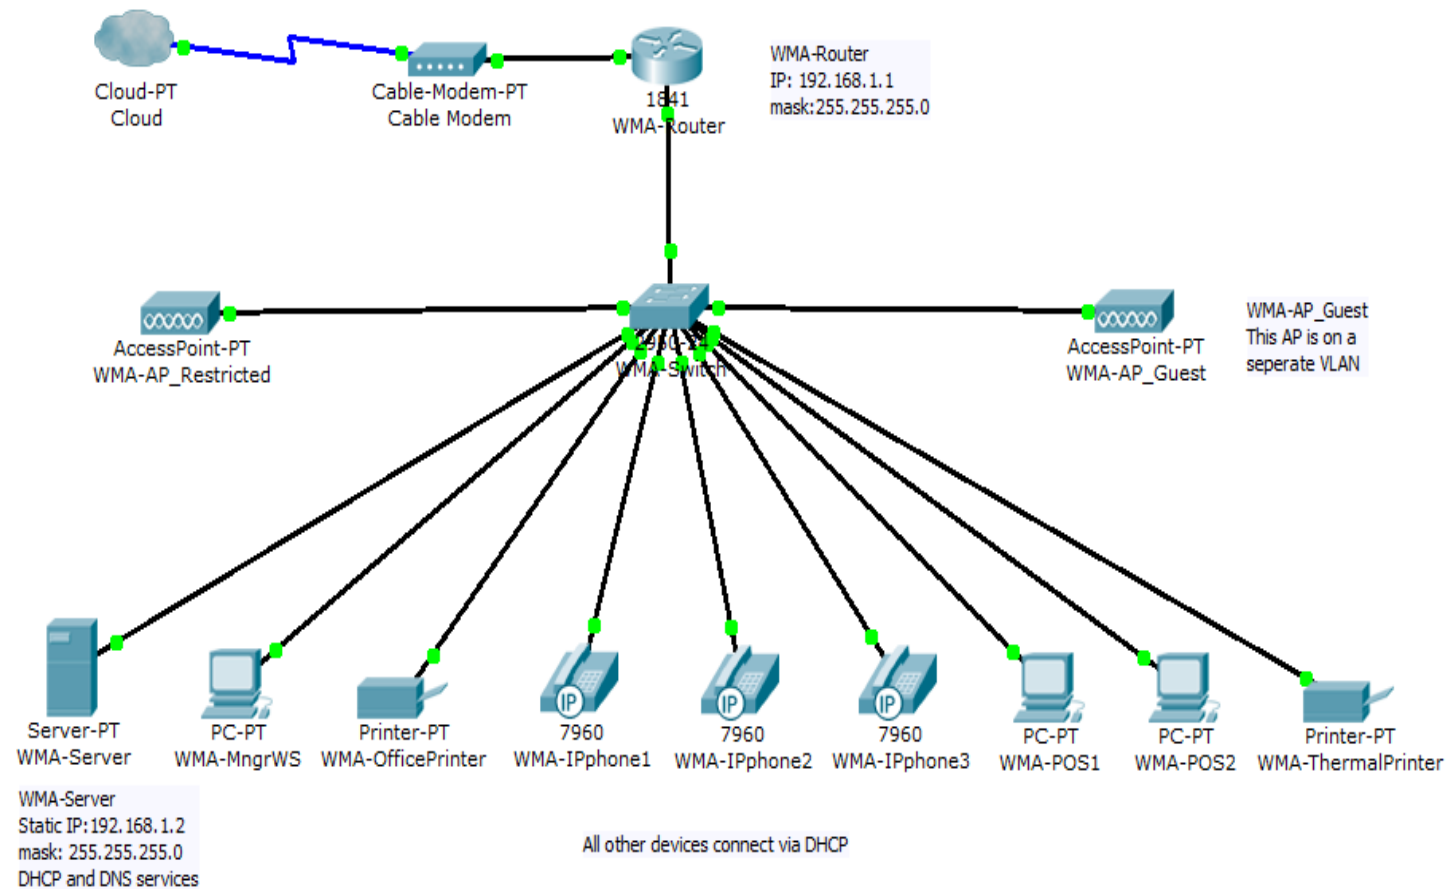 Cloud-PT
Cloud
Cable-Modem-PT
Cable Modem
1841
WMA-Router
WMA-Router
IP: 192.168.1.1
mask:255.255.255.0
AccessPoint-PT
WMA-AP_Restricted
WMA-Switch
AccessPoint-PT
WMA-AP_Guest
WMA-AP_Guest
This AP is on a
seperate VLAN
Server-PT
WMA-Server
PC-PT
WMA-MngrWS
Printer-PT
WMA-OfficePrinter
IP
7960
WMA-IPphone1
IP
7960
WMA-IPphone2
IP
7960
WMA-IPphone3
PC-PT
WMA-POS1
PC-PT
WMA-POS2
Printer-PT
WMA-ThermalPrinter
WMA-Server
Static IP:192.168.1.2
mask: 255.255.255.0
DHCP and DNS services
All other devices connect via DHCP